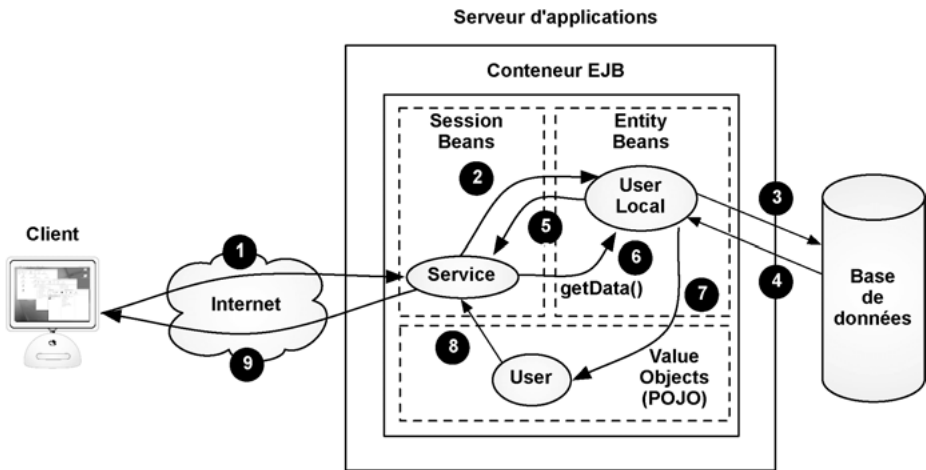 Serveur d'applications
Conteneur EJB
Session
Beans
Entity
Beans
2
User
Local
3
Client
1
5
4
Internet
Service
6
getData()
7
Base
de
données
9
8
User
Value
Objects
(POJO)